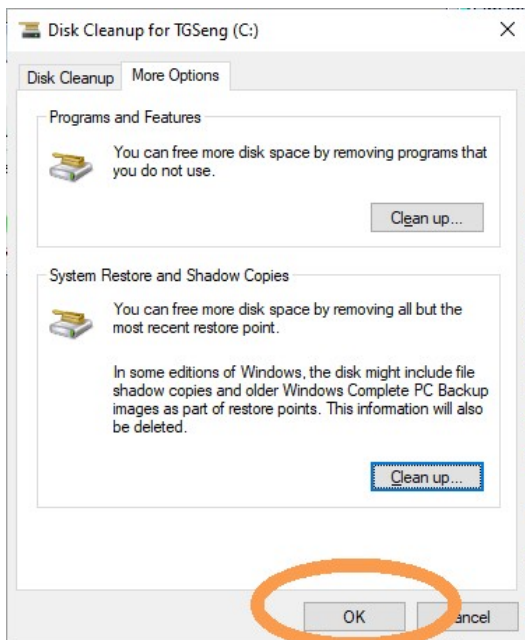 Disk Cleanup for TGSeng (C:)
Disk Cleanup
More Options
Programs and Features
You can free more disk space by removing programs that
you do not use.
Clean up...
System Restore and Shadow Copies
You can free more disk space by removing all but the
most recent restore point.
In some editions of Windows, the disk might include file
shadow copies and older Windows Complete PC Backup
images as part of restore points. This information will also
be deleted.
Clean up...
OK
Cancel